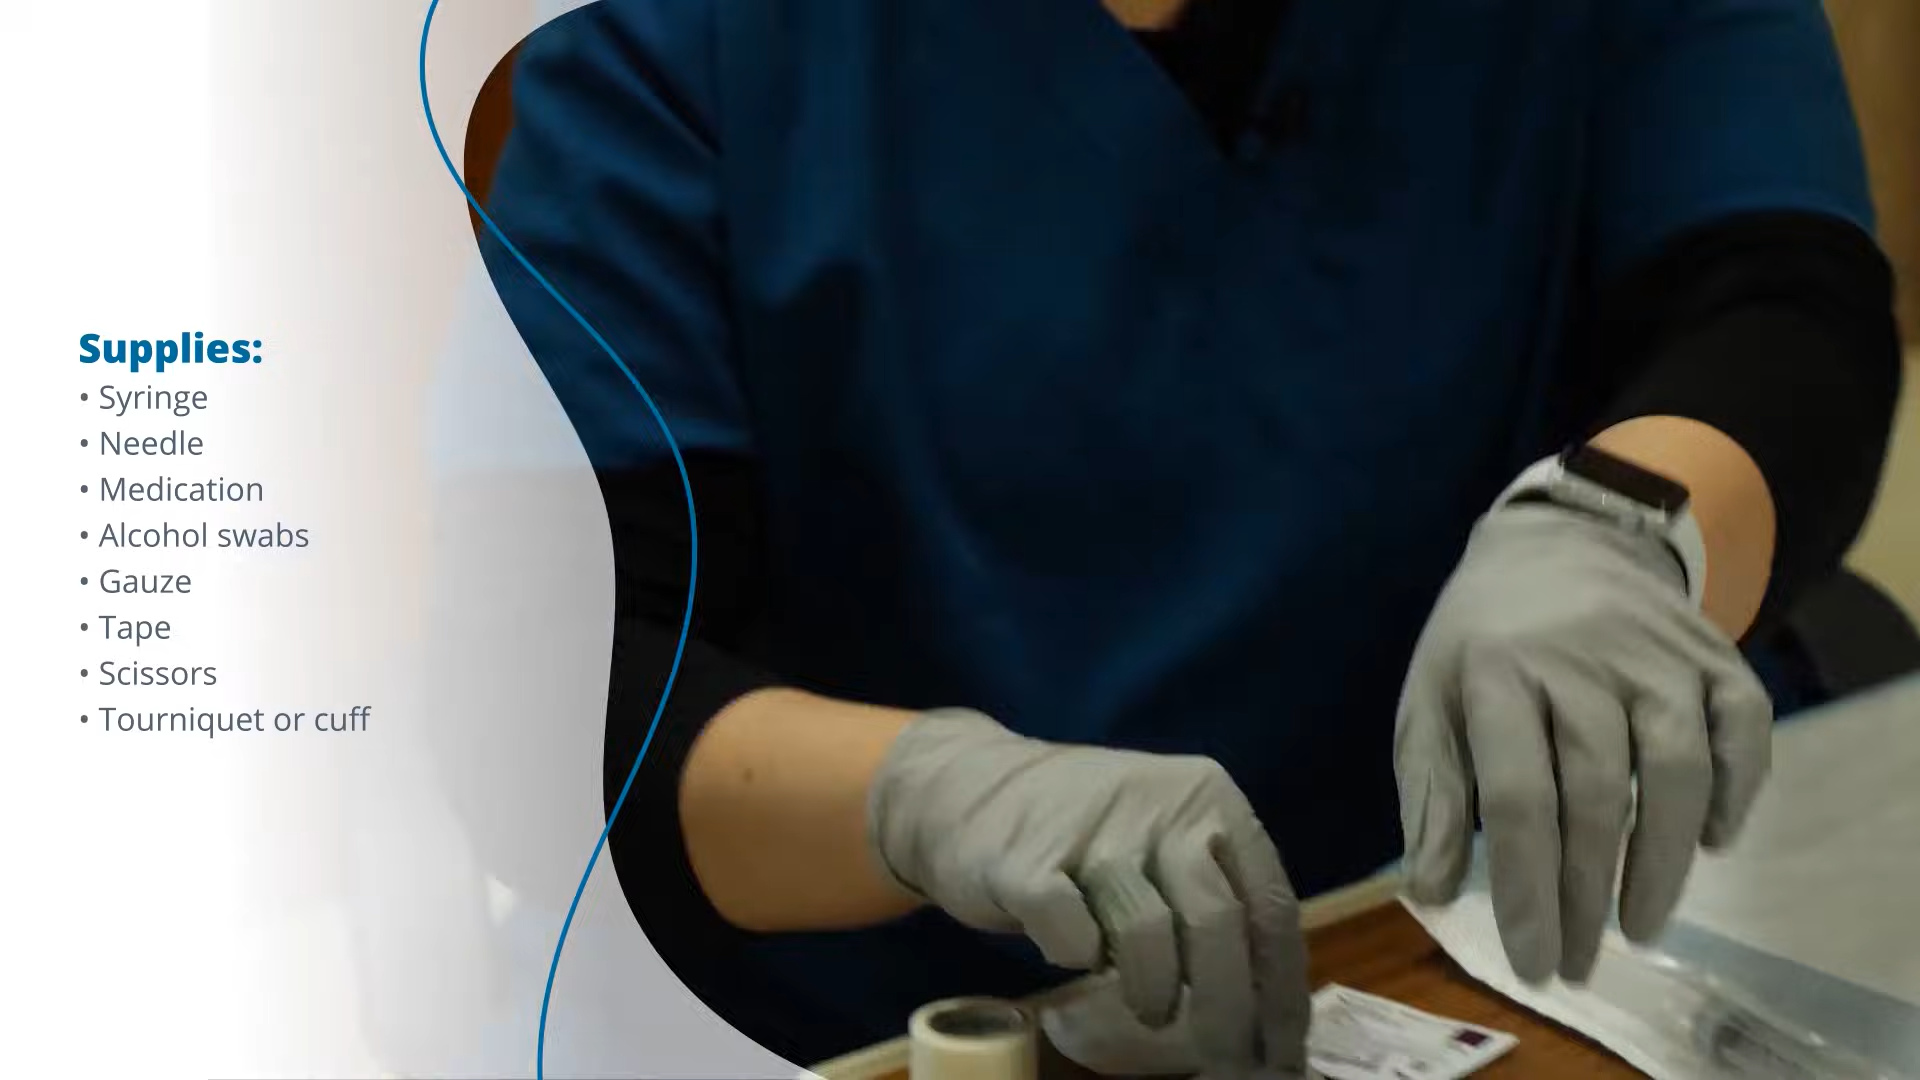 Supplies:
• Syringe
• Needle
• Medication
• Alcohol swabs
• Gauze
• Tape
• Scissors
• Tourniquet or cuff